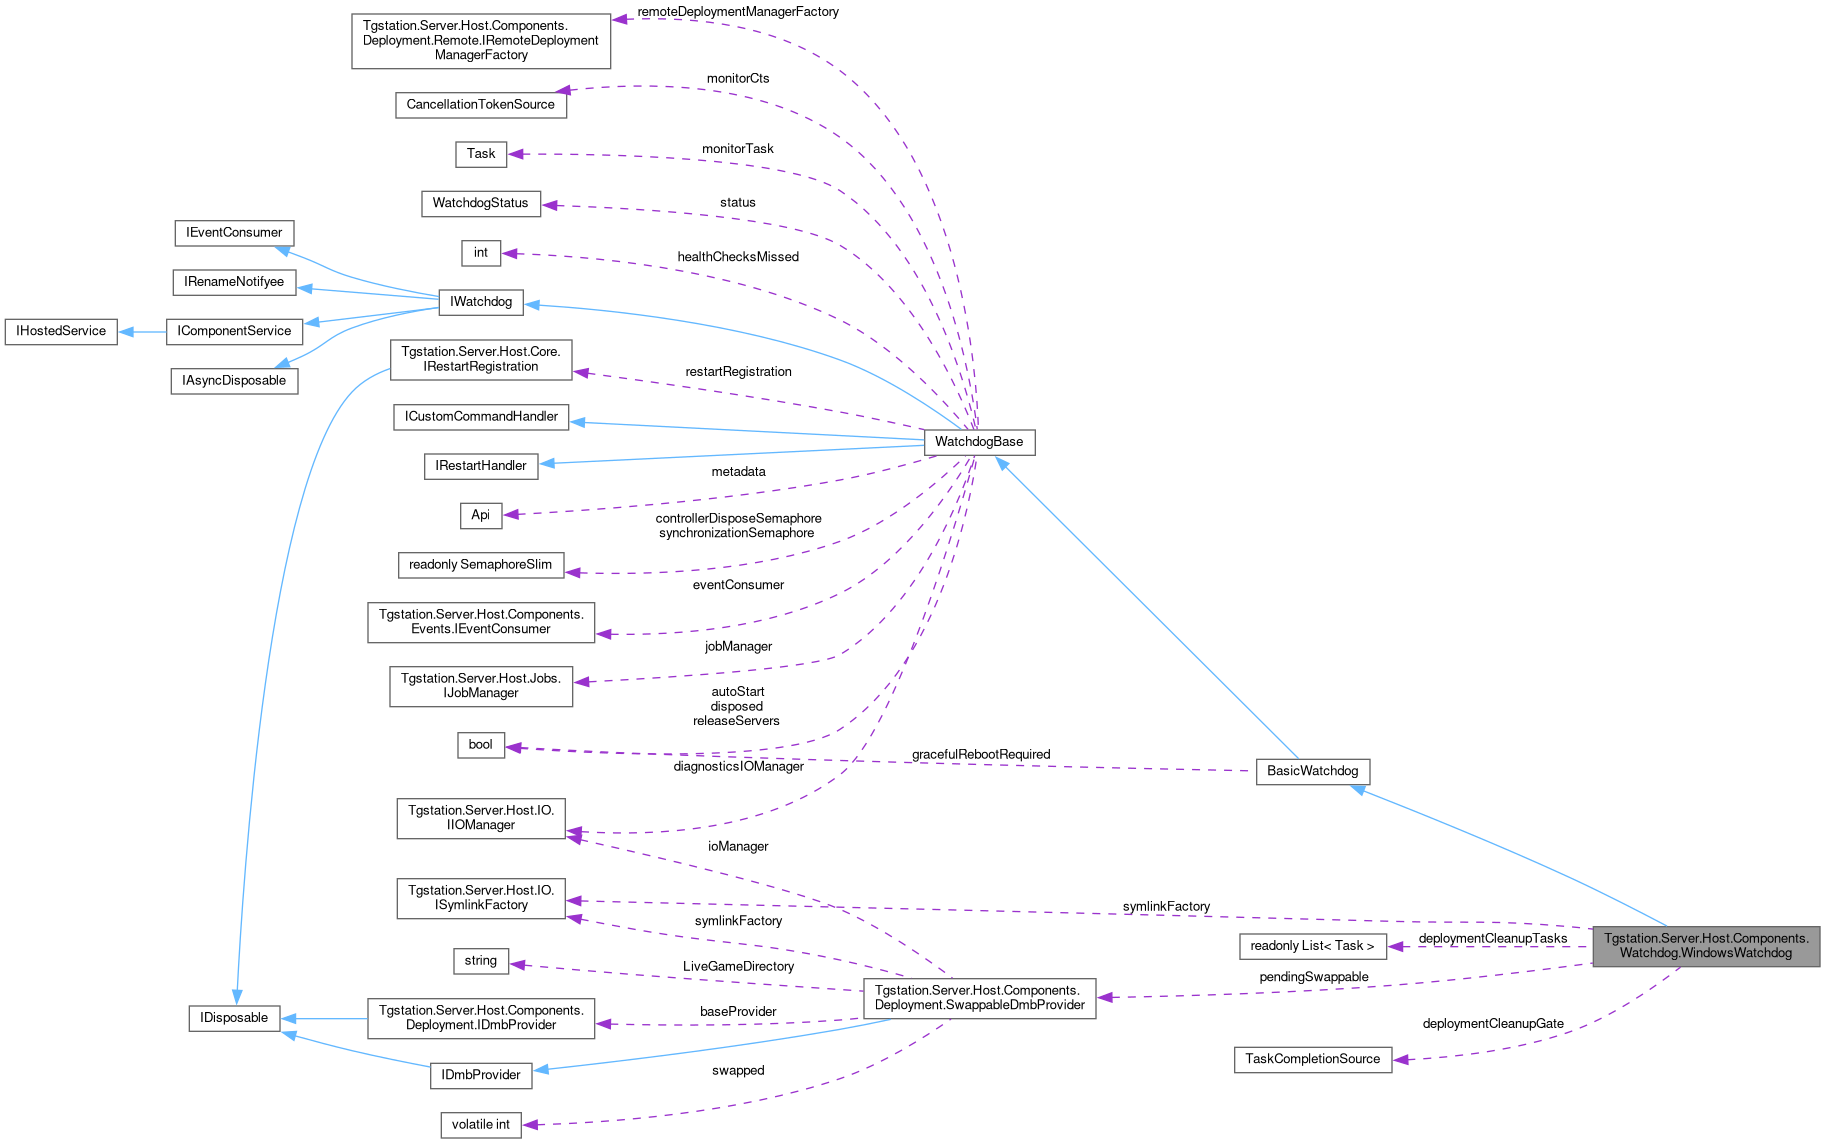 Tgstation.Server.Host.Components.
Deployment.Remote.IRemoteDeployment
ManagerFactory
remoteDeploymentManagerFactory
CancellationTokenSource
monitorCts
Task
monitorTask
WatchdogStatus
status
int
healthChecksMissed
IEventConsumer
IRenameNotifyee
IWatchdog
IHostedService
IComponentService
IAsyncDisposable
Tgstation.Server.Host.Core.
IRestartRegistration
restartRegistration
ICustomCommandHandler
WatchdogBase
IRestartHandler
metadata
Api
controllerDisposeSemaphore
synchronizationSemaphore
readonly SemaphoreSlim
eventConsumer
Tgstation.Server.Host.Components.
Events.IEventConsumer
jobManager
Tgstation.Server.Host.Jobs.
IJobManager
autoStart
disposed
releaseServers
bool
gracefulRebootRequired
BasicWatchdog
diagnosticsIOManager
Tgstation.Server.Host.IO.
IIOManager
ioManager
Tgstation.Server.Host.IO.
ISymlinkFactory
symlinkFactory
symlinkFactory
Tgstation.Server.Host.Components.
Watchdog.WindowsWatchdog
readonly List< Task >
deploymentCleanupTasks
string
LiveGameDirectory
pendingSwappable
Tgstation.Server.Host.Components.
Deployment.SwappableDmbProvider
IDisposable
Tgstation.Server.Host.Components.
Deployment.IDmbProvider
baseProvider
deploymentCleanupGate
TaskCompletionSource
IDmbProvider
swapped
volatile int